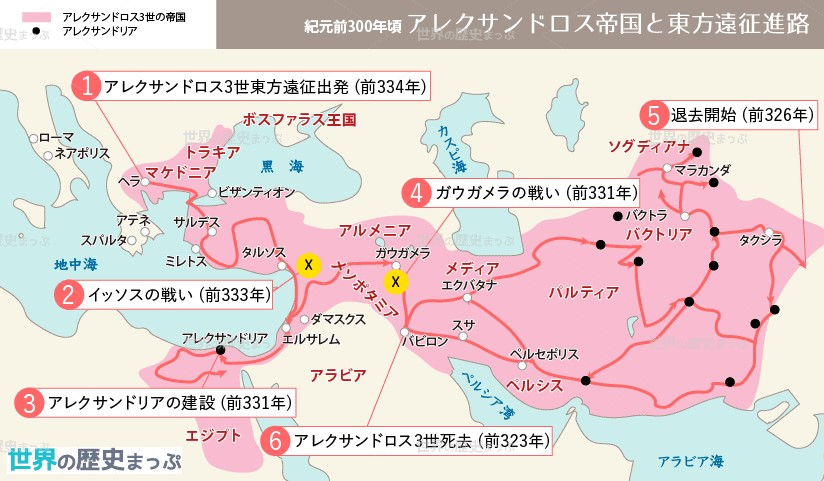 アレクサンドロス3世の帝国
アレクサンドリア
紀元前300年頃 アレクサンドロス帝国と東方遠征進路
1 アレクサンドロス3世東方遠征出発 (前334年)
5 退去開始 (前326年)
ボスファラス王国
カスピ海
ソグディアナ
ローマ
ネアポリス
トラキア
黒 海
マラカンダ
ペラ
マケドニア
4 ガウガメラの戦い (前331年)
ビザンティオン
アテネ
サルデス
アルメニア
バクトラ
バクトリア
スパルタ
ミレトス
タルソス
ガウガメラ
タクシラ
地中海
X
メソポタミア
メディア
エクバタナ
X
パルティア
2 イッソスの戦い (前333年)
ダマスクス
アレクサンドリア
エルサレム
バビロン
スサ
ペルセポリス
アラビア
ペルシス
ペルシア湾
3 アレクサンドリアの建設 (前331年)
エジプト
6 アレクサンドロス3世死去 (前323年)
アラビア海
世界の歴史まっぷ